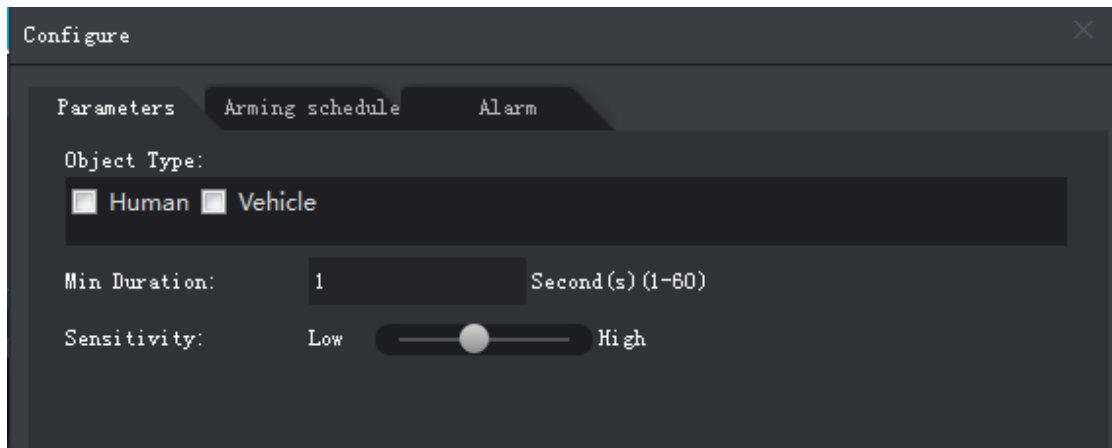 Configure
Parameters Arming schedule Alarm
Object Type:
Human Vehicle
Min Duration: 1 Second(s)(1-60)
Sensitivity: Low High